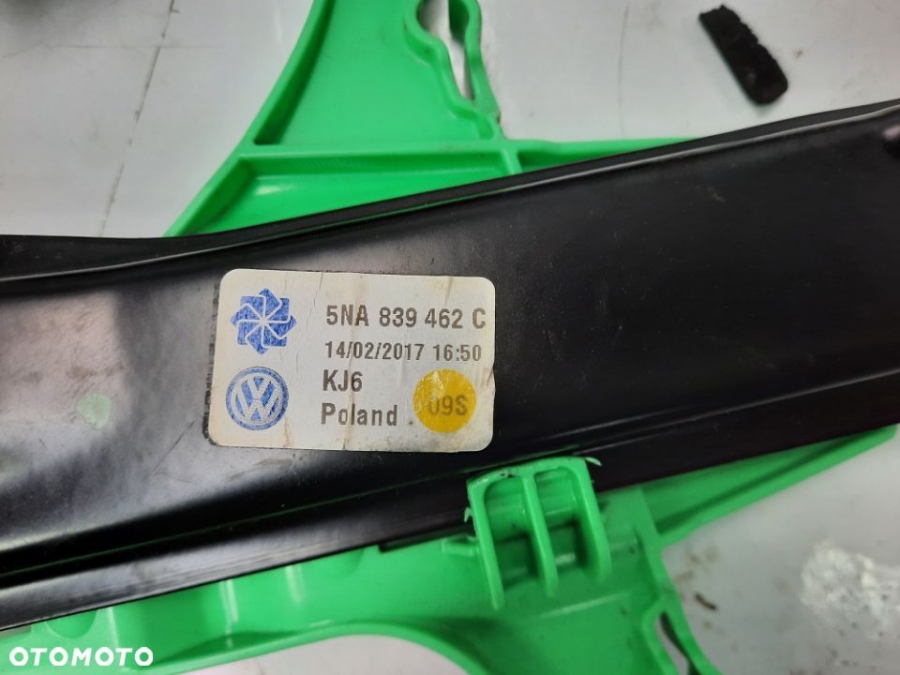 5NA 839 462 C
14/02/2017 16:50
KJ6
Poland .
09S
OTOMOTO